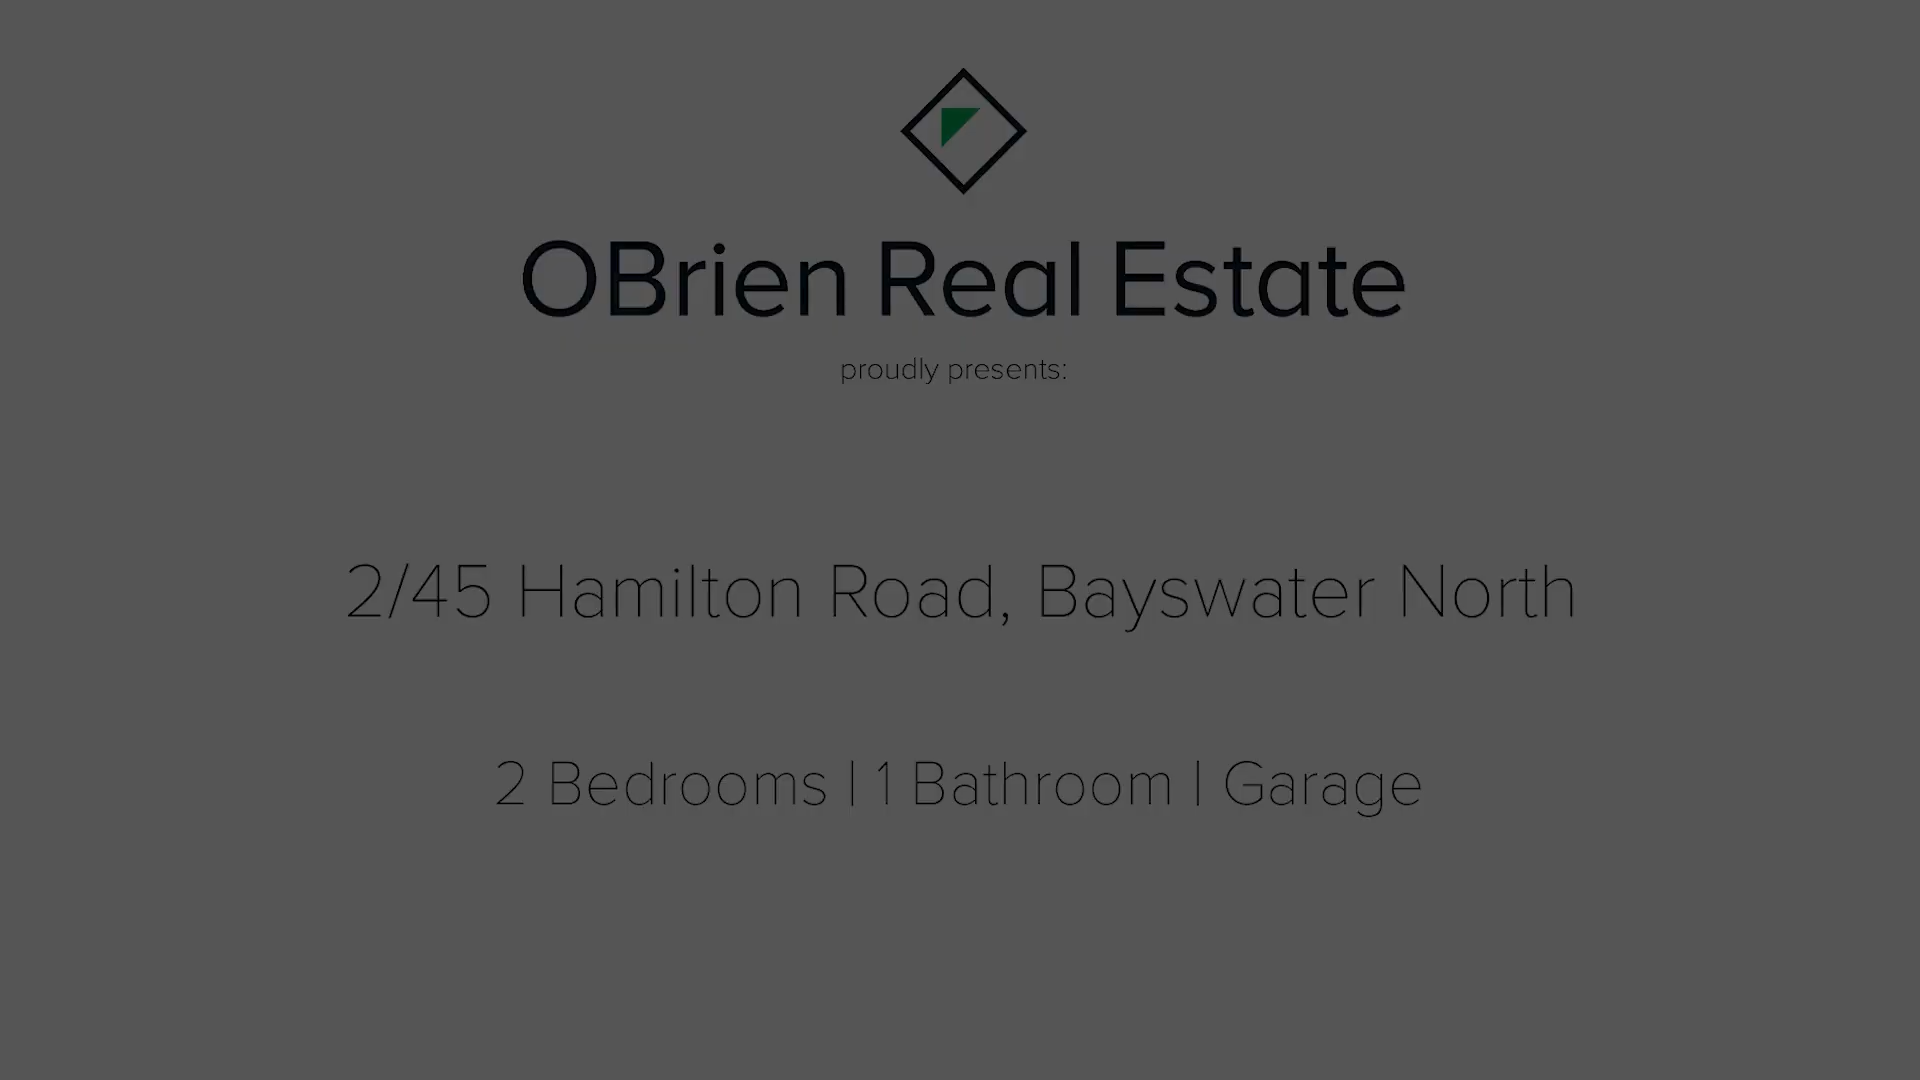 OBrien Real Estate
proudly presents:
2/45 Hamilton Road, Bayswater North
2 Bedrooms | 1 Bathroom | Garage